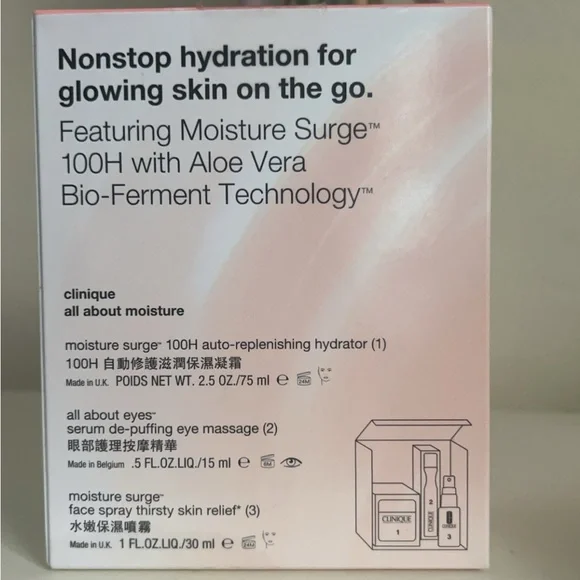 Nonstop hydration for
glowing skin on the go.
Featuring Moisture Surge™
100H with Aloe Vera
Bio-Ferment Technology™
clinique
all about moisture
moisture surge™ 100H auto-replenishing hydrator (1)
100H 自動修護滋潤保濕凝霜
Made in U.K. POIDS NET WT. 2.5 OZ./75 ml ℮ 24M
all about eyes™
serum de-puffing eye massage (2)
眼部護理按摩精華
Made in Belgium .5 FL.OZ.LIQ./15 ml ℮ 6M
moisture surge™
face spray thirsty skin relief* (3)
水嫩保濕噴霧
Made in U.K. 1 FL.OZ.LIQ./30 ml ℮ 24M
CLINIQUE
1
CLINIQUE
2
CLINIQUE
3